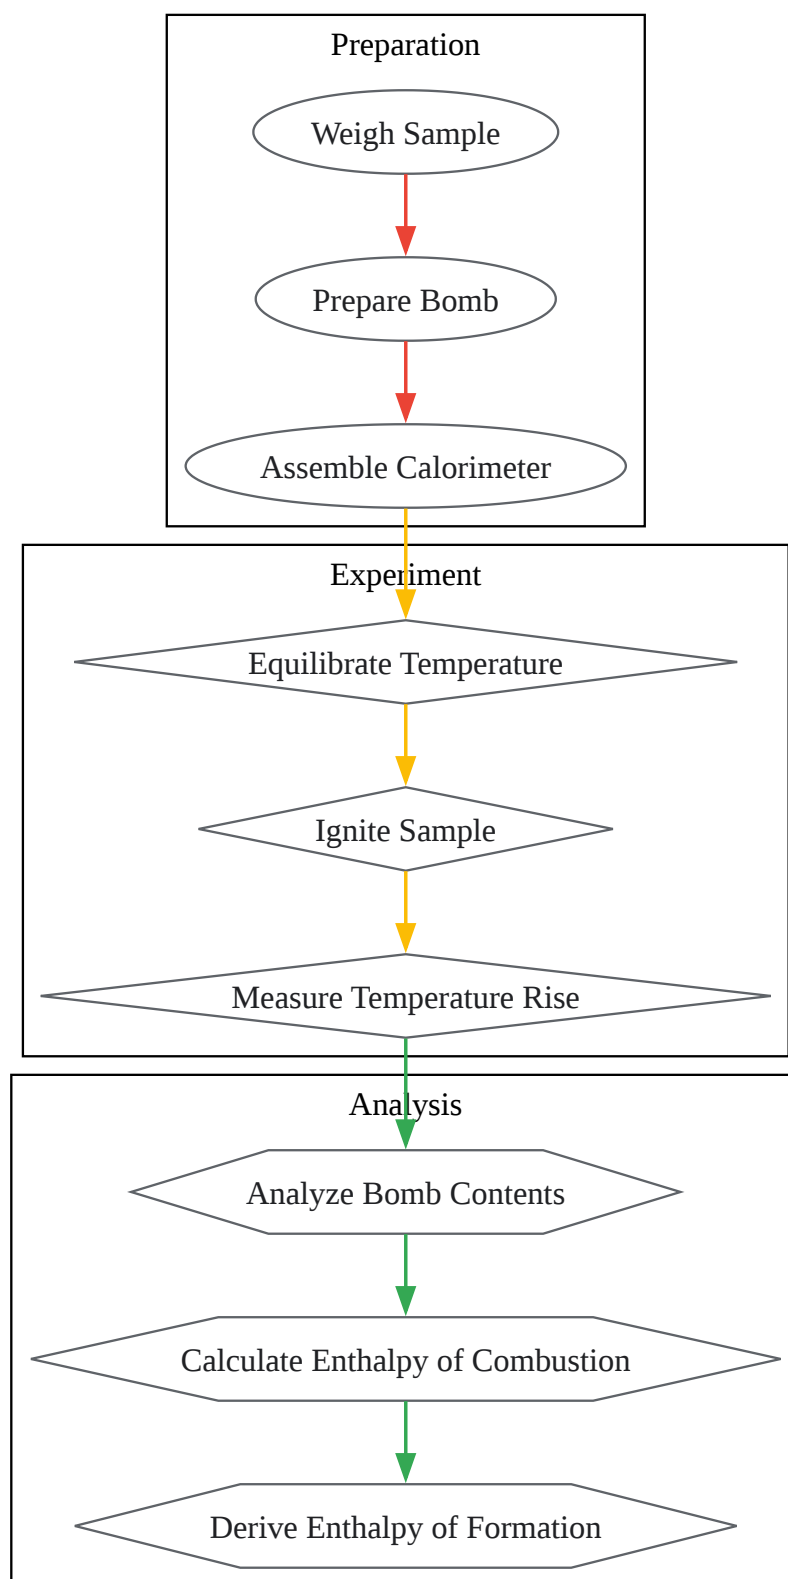 Preparation
Weigh Sample
Prepare Bomb
Assemble Calorimeter
Experiment
Equilibrate Temperature
Ignite Sample
Measure Temperature Rise
Analysis
Analyze Bomb Contents
Calculate Enthalpy of Combustion
Derive Enthalpy of Formation